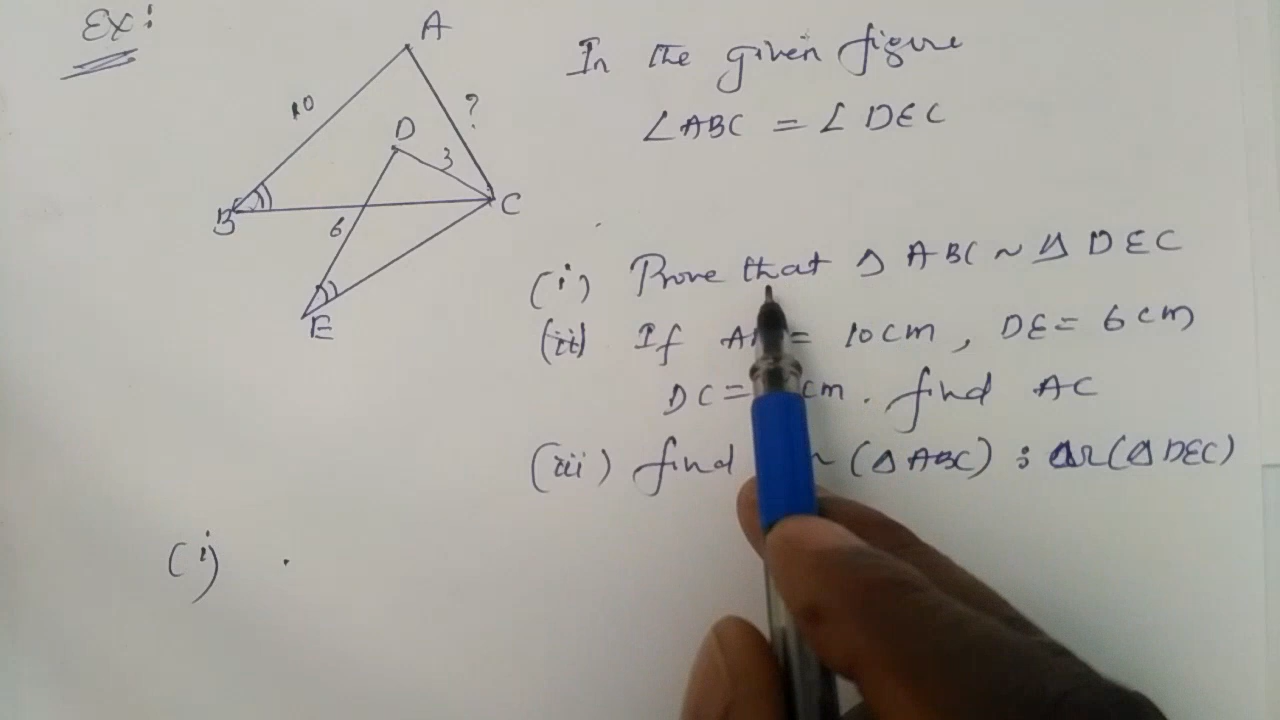 Ex:
A
10
?
D
3
B
C
6
E
In the given figure
∠ABC = ∠DEC
(i) Prove that △ABC ~ △DEC
(ii) If = 10cm, DE = 6cm
DC = cm. find AC
(iii) find (△ABC) : ar(△DEC)
(i) .